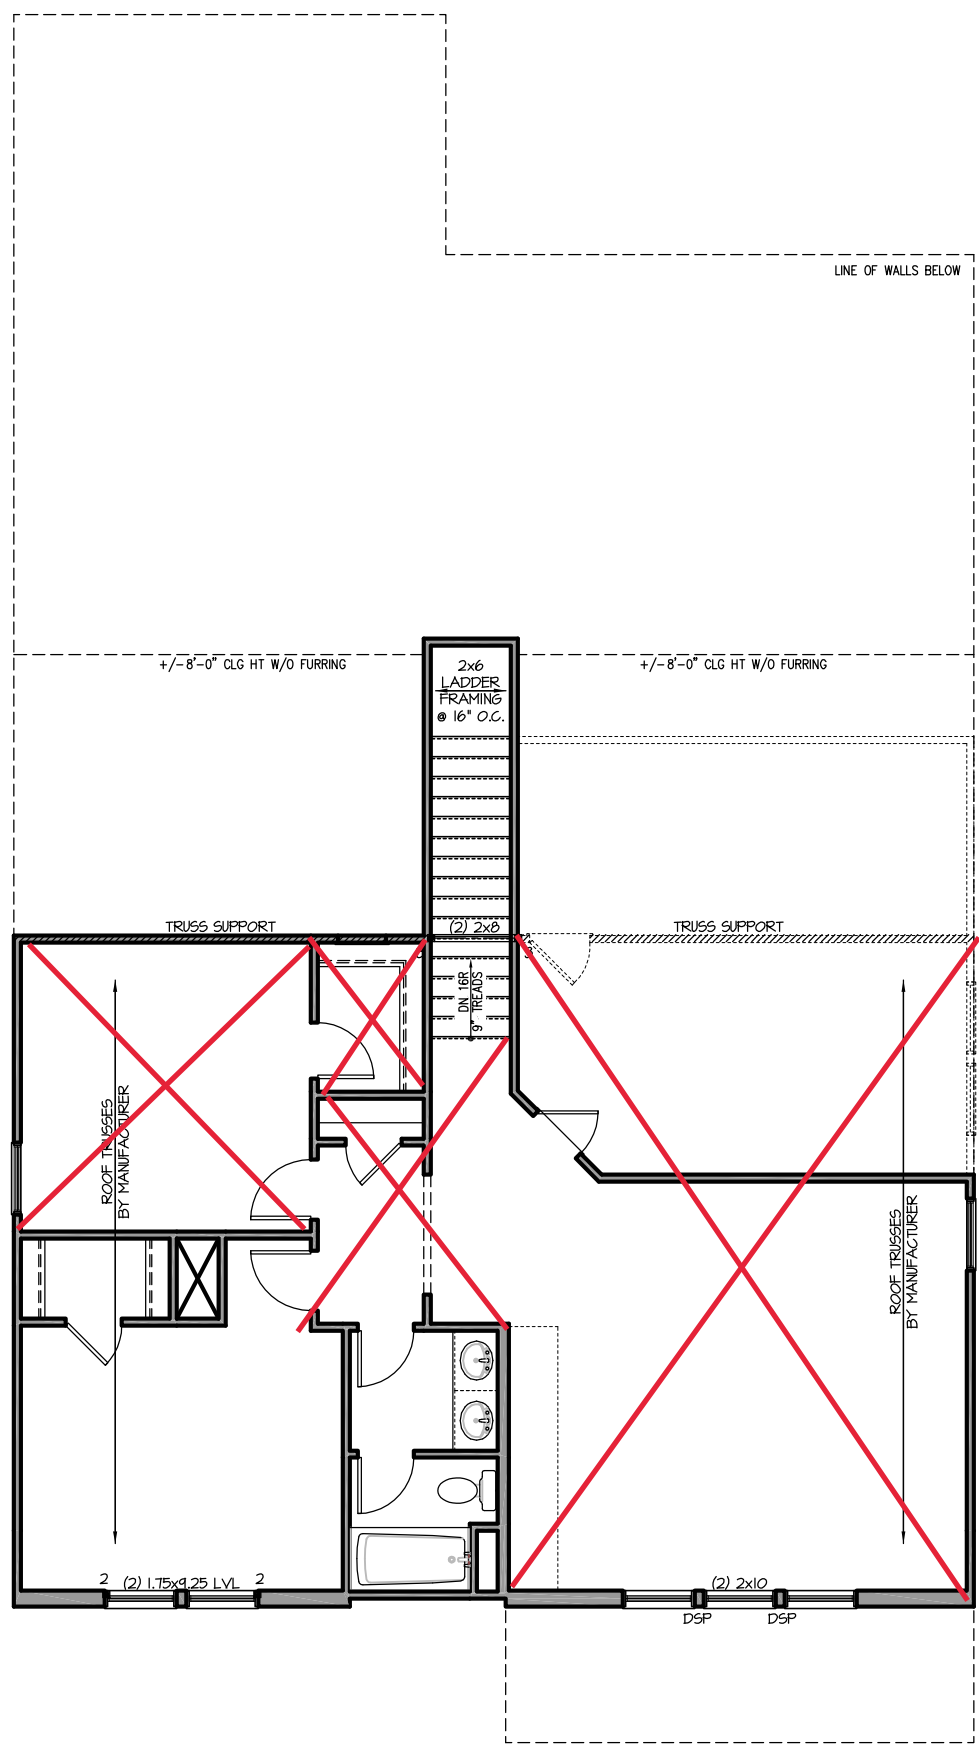 LINE OF WALLS BELOW
+/-8'-0" CLG HT W/O FURRING
2x6
LADDER
FRAMING
@ 16" O.C.
+/-8'-0" CLG HT W/O FURRING
TRUSS SUPPORT
(2) 2x8
TRUSS SUPPORT
DN 16R
9" TREADS
ROOF TRUSSES
BY MANUFACTURER
ROOF TRUSSES
BY MANUFACTURER
2
(2) 1.75x9.25 LVL
2
(2) 2x10
DSP
DSP